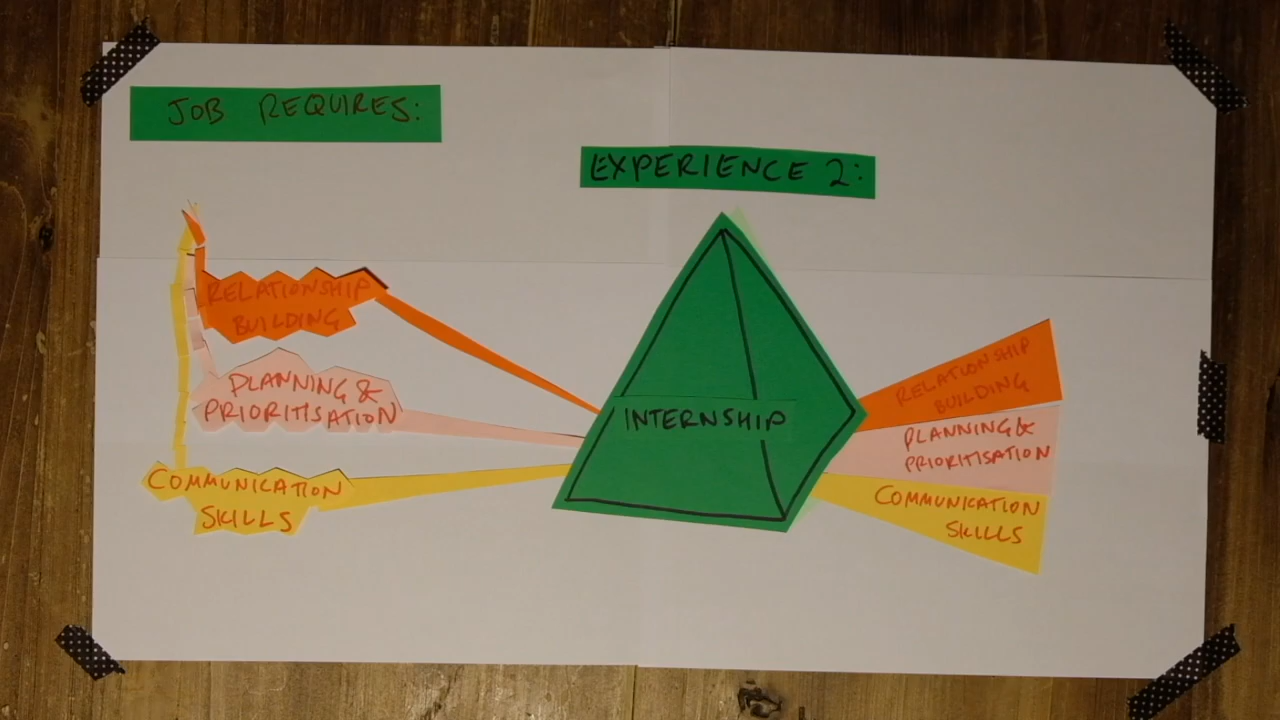 JOB REQUIRES:
EXPERIENCE 2:
RELATIONSHIP
BUILDING
PLANNING &
PRIORITISATION
COMMUNICATION
SKILLS
INTERNSHIP
RELATIONSHIP
BUILDING
PLANNING &
PRIORITISATION
COMMUNICATION
SKILLS